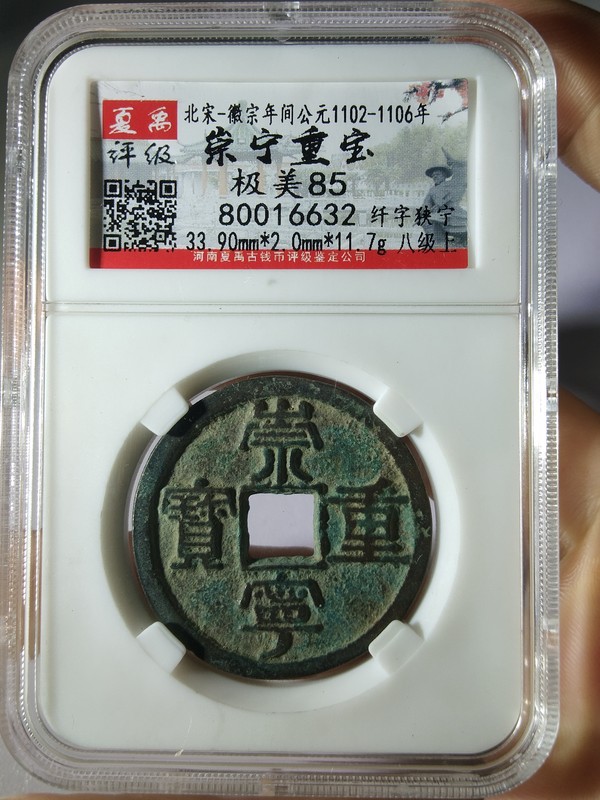 夏禹
评级
北宋-徽宗年间公元1102-1106年
崇宁重宝
极美85
80016632 纤字狭宁
33.90mm*2.0mm*11.7g 八级上
河南夏禹古钱币评级鉴定公司
崇
寶 重
寧